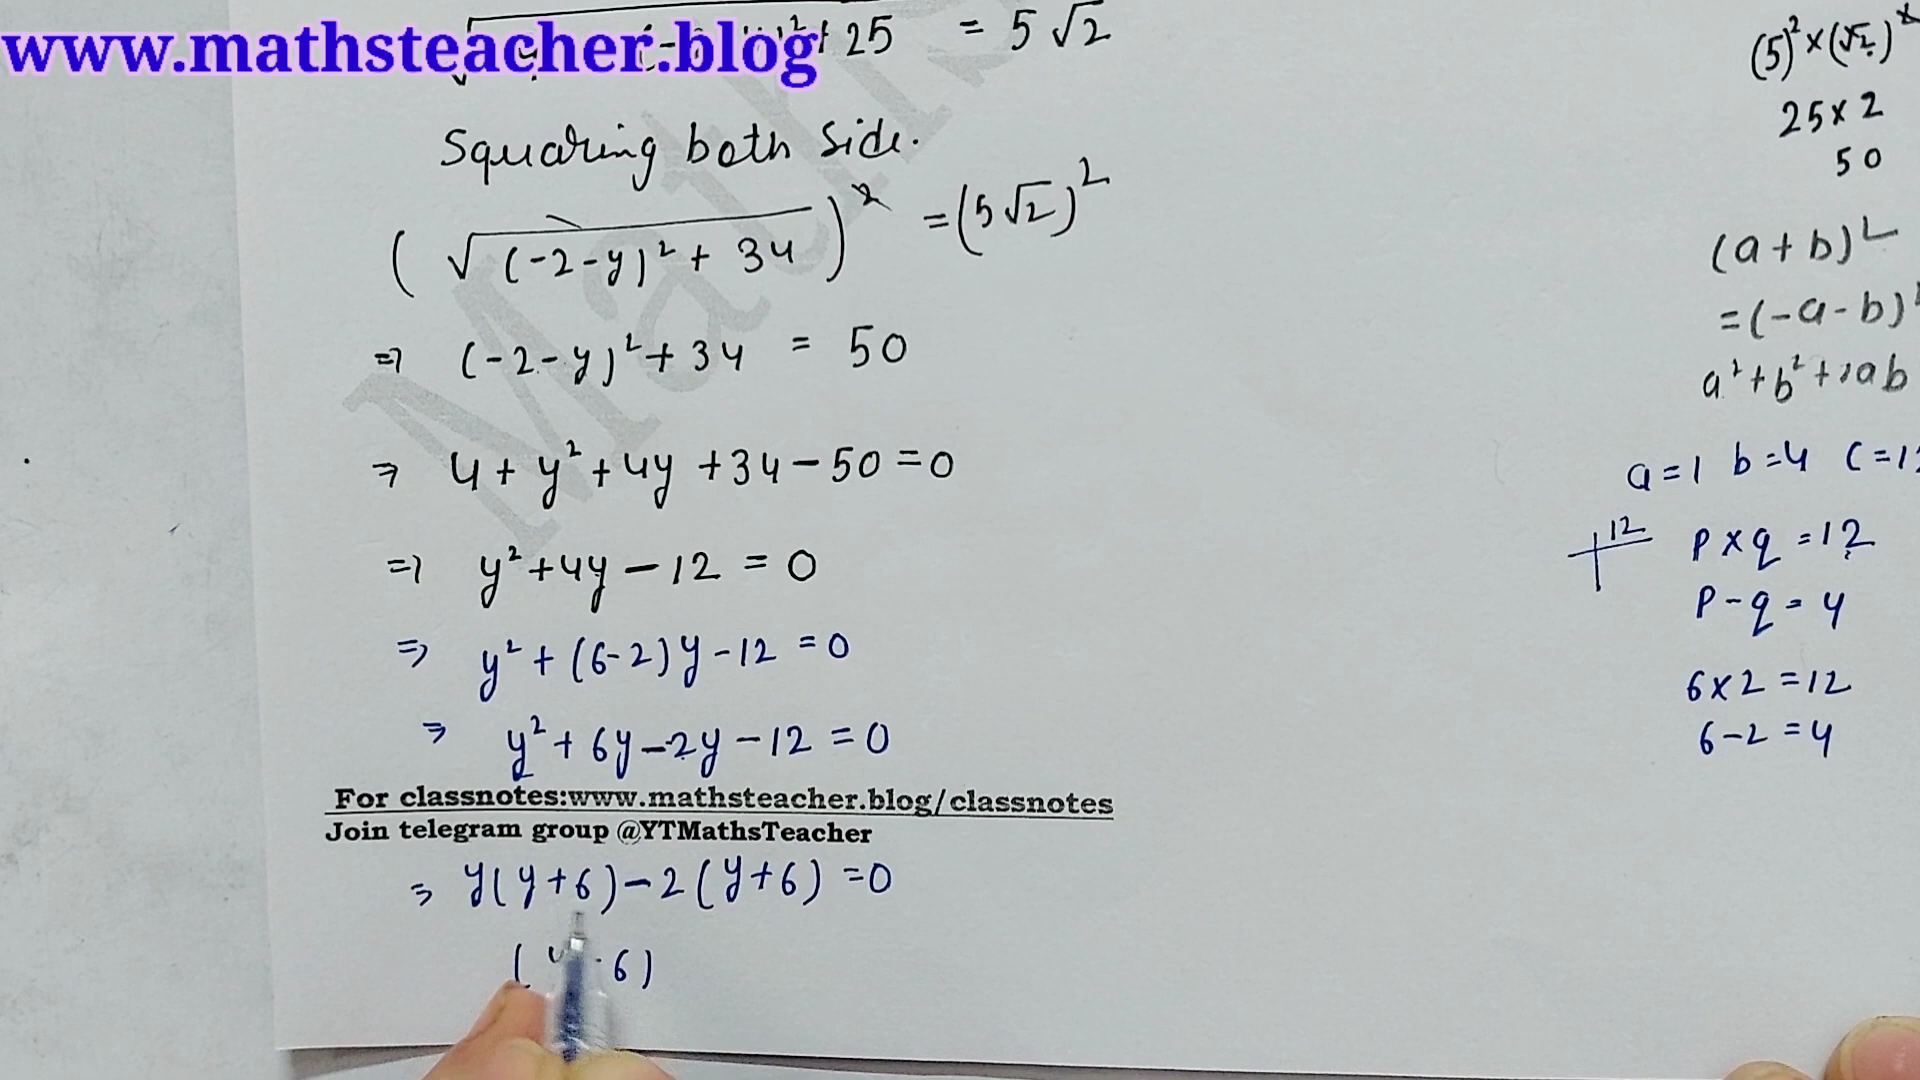 www.mathsteacher.blog
25 = 5√2
Squaring both Side.
(√(-2-y)² + 34)² = (5√2)²
⇒ (-2-y)² + 34 = 50
⇒ 4 + y² + 4y + 34 - 50 = 0
⇒ y² + 4y - 12 = 0
⇒ y² + (6-2)y - 12 = 0
⇒ y² + 6y - 2y - 12 = 0
For classnotes:www.mathsteacher.blog/classnotes
Join telegram group @YTMathsTeacher
⇒ y(y+6) - 2(y+6) = 0
( 6)
(5)² × (√2)²
25 × 2
50
(a + b)²
= (-a - b)
a² + b² + 2ab
a = 1 b = 4 c = 12
12
p × q = 12
p - q = 4
6 × 2 = 12
6 - 2 = 4